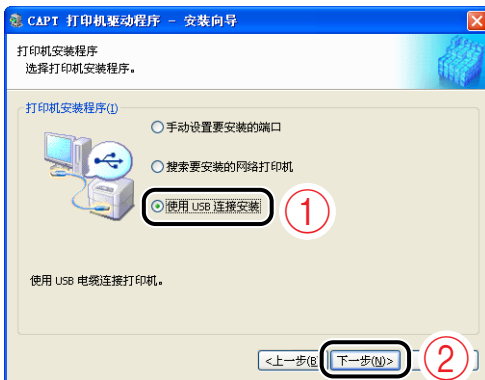 CAPT 打印机驱动程序 - 安装向导
打印机安装程序
选择打印机安装程序。
打印机安装程序(I)
手动设置要安装的端口
搜索要安装的网络打印机
使用 USB 连接安装
①
使用 USB 电缆连接打印机。
<上一步(B 下一步(N)> ②